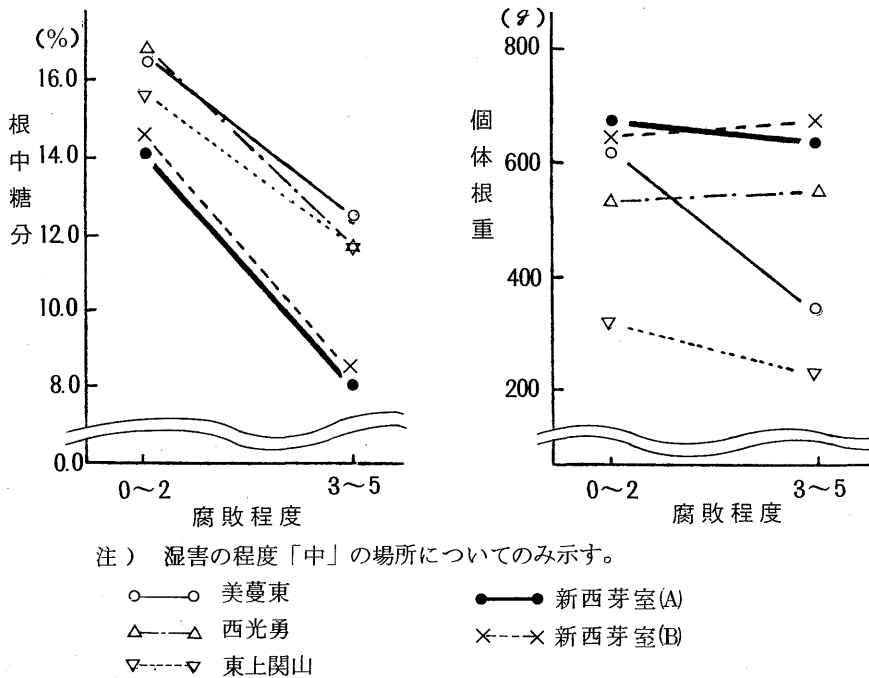 (%)
16.0
14.0
12.0
10.0
8.0
0.0
根中糖分
0～2
3～5
腐敗程度
(g)
800
600
400
200
個体根重
0～2
3～5
腐敗程度
注） 湿害の程度「中」の場所についてのみ示す。
美蔓東
西光勇
東上関山
新西芽室(A)
新西芽室(B)